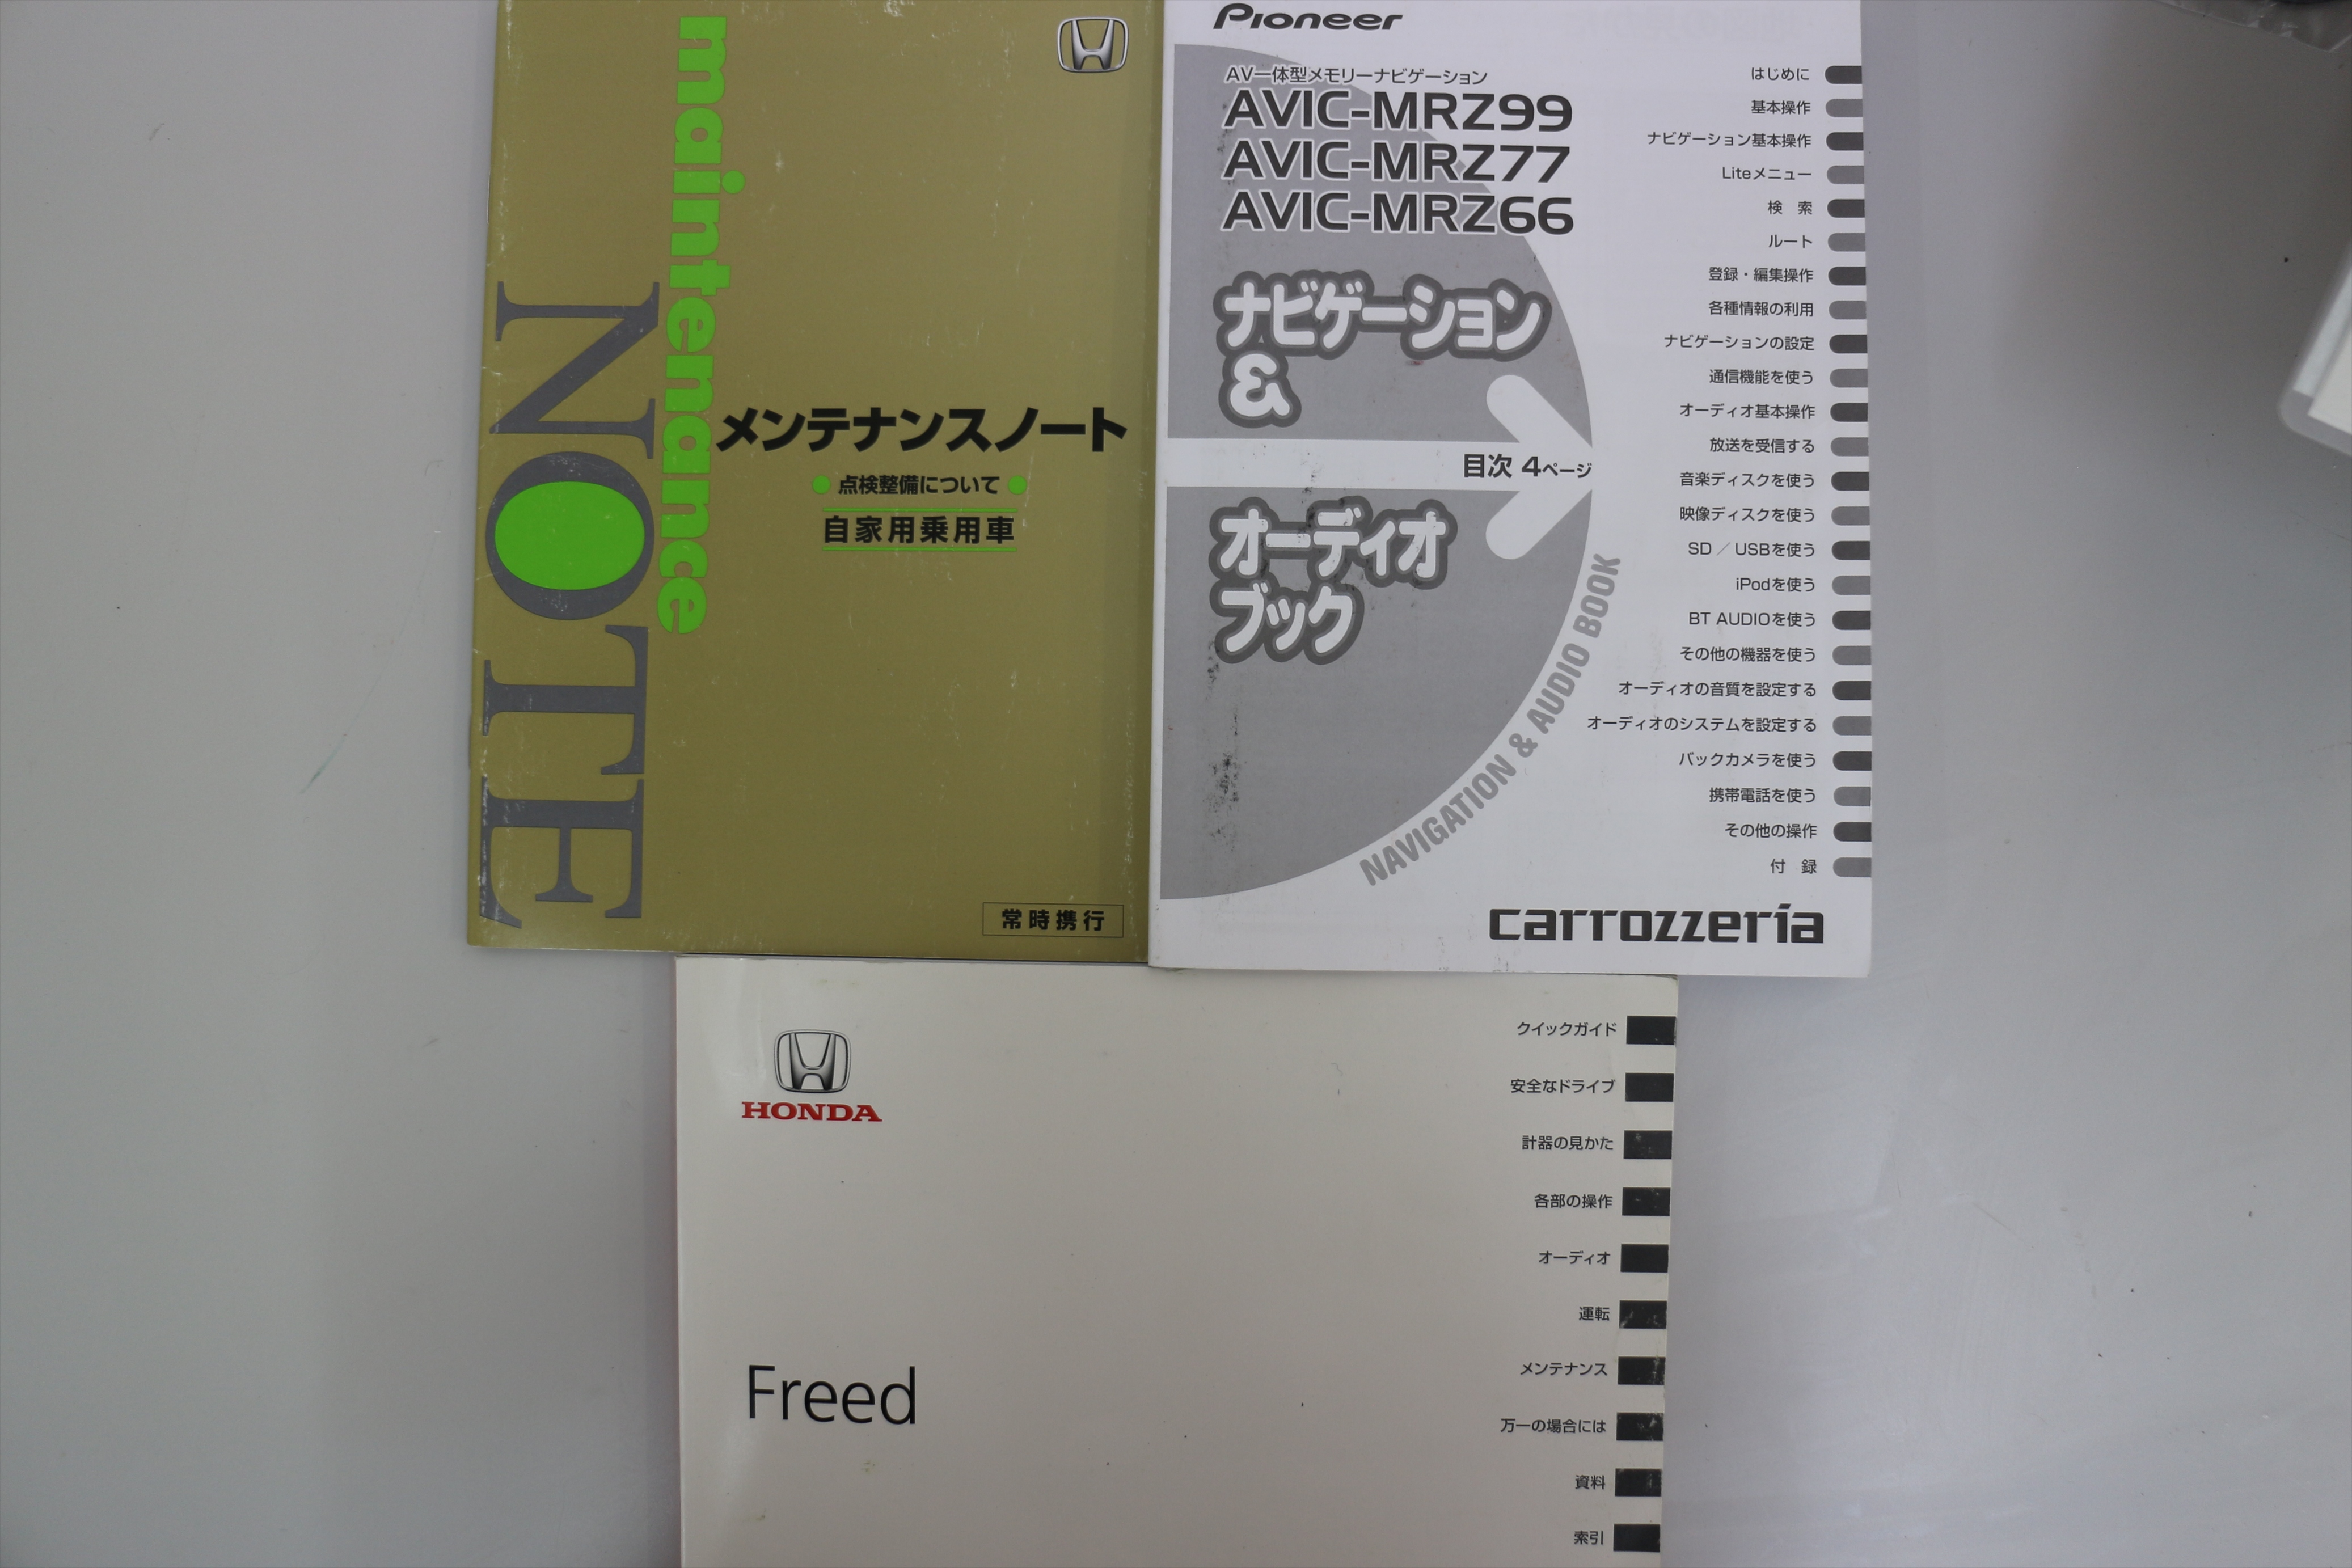 maintenance
NOTE
メンテナンスノート
点検整備について
自家用乗用車
常時携行
Pioneer
AV一体型メモリーナビゲーション
AVIC-MRZ99
AVIC-MRZ77
AVIC-MRZ66
ナビゲーション
&
目次 4ページ
オーディオ
ブック
NAVIGATION & AUDIO BOOK
はじめに
基本操作
ナビゲーション基本操作
Liteメニュー
検 索
ルート
登録・編集操作
各種情報の利用
ナビゲーションの設定
通信機能を使う
オーディオ基本操作
放送を受信する
音楽ディスクを使う
映像ディスクを使う
SD／USBを使う
iPodを使う
BT AUDIOを使う
その他の機器を使う
オーディオの音質を設定する
オーディオのシステムを設定する
バックカメラを使う
携帯電話を使う
その他の操作
付 録
carrozzeria
HONDA
Freed
クイックガイド
安全なドライブ
計器の見かた
各部の操作
オーディオ
運転
メンテナンス
万一の場合には
資料
索引